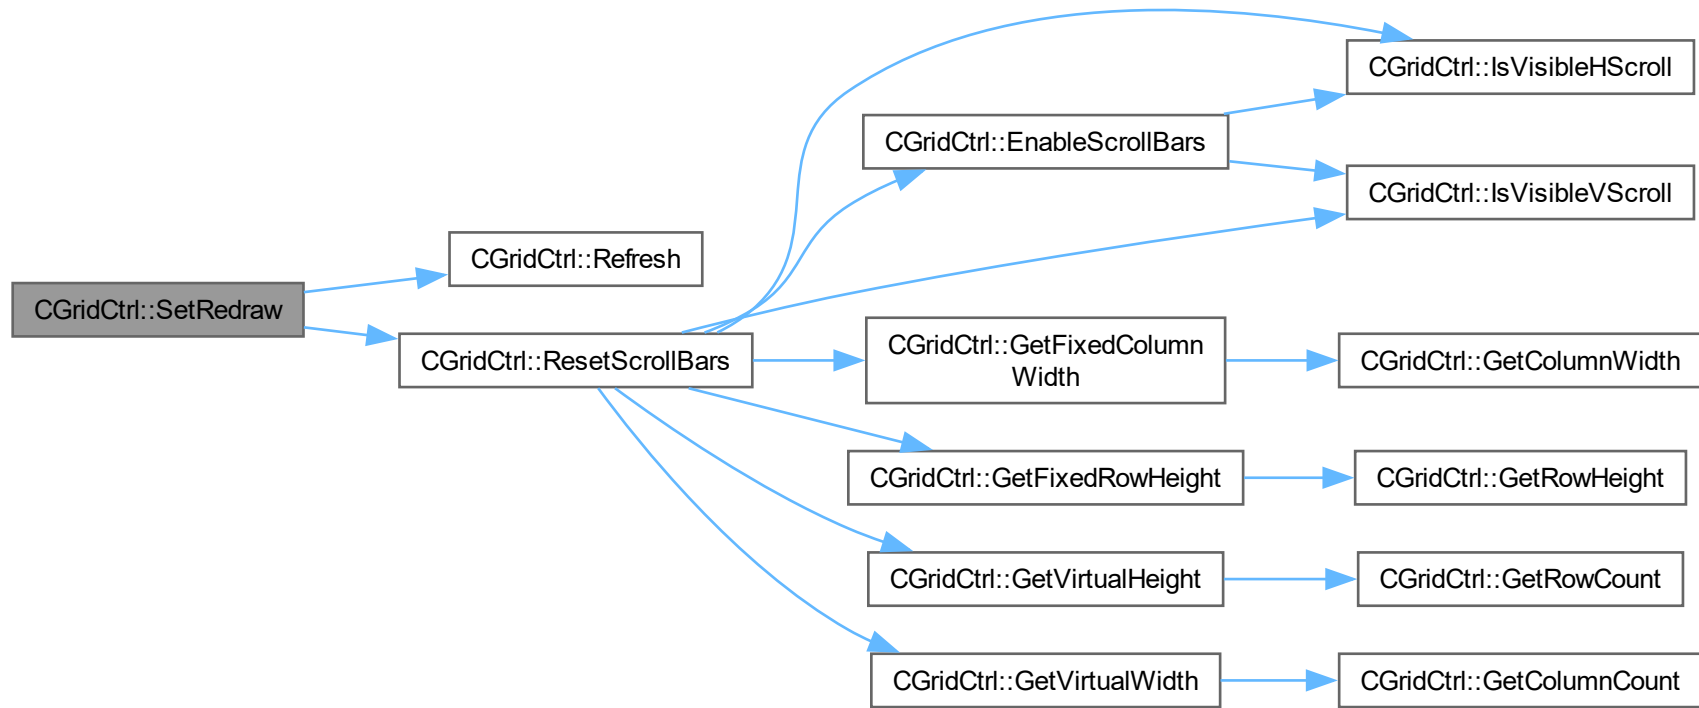 CGridCtrl::SetRedraw
CGridCtrl::Refresh
CGridCtrl::ResetScrollBars
CGridCtrl::EnableScrollBars
CGridCtrl::IsVisibleHScroll
CGridCtrl::IsVisibleVScroll
CGridCtrl::GetFixedColumn
Width
CGridCtrl::GetColumnWidth
CGridCtrl::GetFixedRowHeight
CGridCtrl::GetRowHeight
CGridCtrl::GetVirtualHeight
CGridCtrl::GetRowCount
CGridCtrl::GetVirtualWidth
CGridCtrl::GetColumnCount